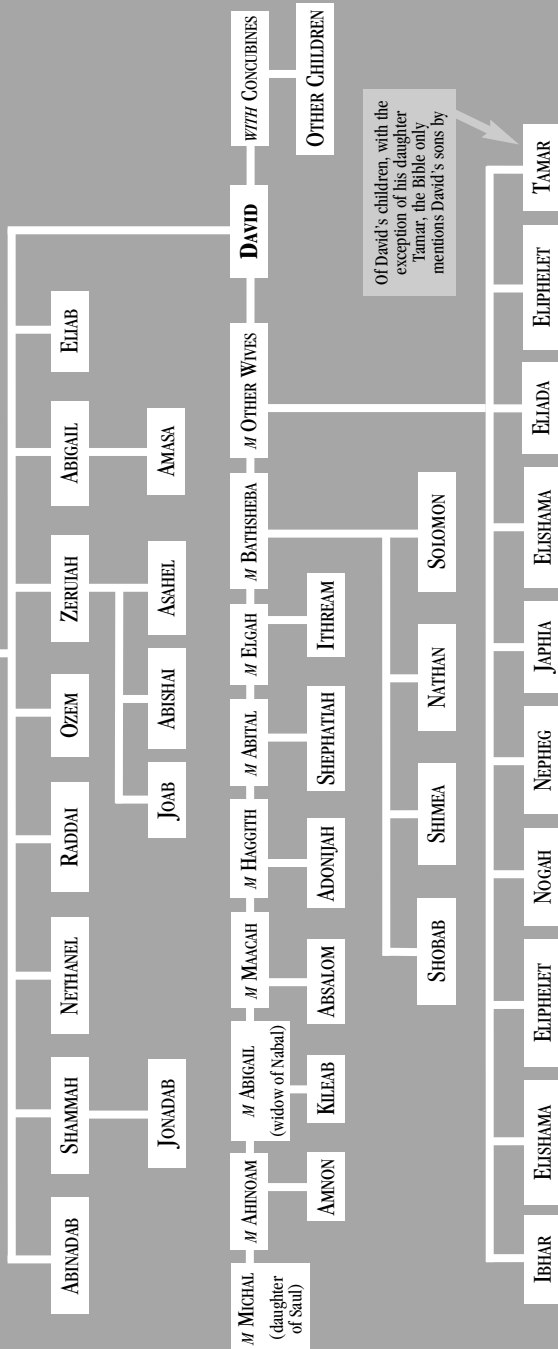 ABINADAB
SHAMMAH
NETHANEL
RADDAI
OZEM
ZERUIAH
ABIGAIL
ELIAB
JONADAB
JOAB
ABISHAI
ASAHEL
AMASA
M MICHAL
(daughter
of Saul)
M AHINOAM
M ABIGAIL
(widow of Nabal)
M MAACAH
M HAGGITH
M ABITAL
M ELGAH
M BATHSHEBA
M OTHER WIVES
DAVID
WITH CONCUBINES
AMNON
KILEAB
ABSALOM
ADONIJAH
SHEPHATIAH
ITHREAM
OTHER CHILDREN
SHOBAB
SHIMEA
NATHAN
SOLOMON
Of David's children, with the
exception of his daughter
Tamar, the Bible only
mentions David's sons by
IBHAR
ELISHAMA
ELIPHELET
NOGAH
NEPHEG
JAPHIA
ELISHAMA
ELIADA
ELIPHELET
TAMAR